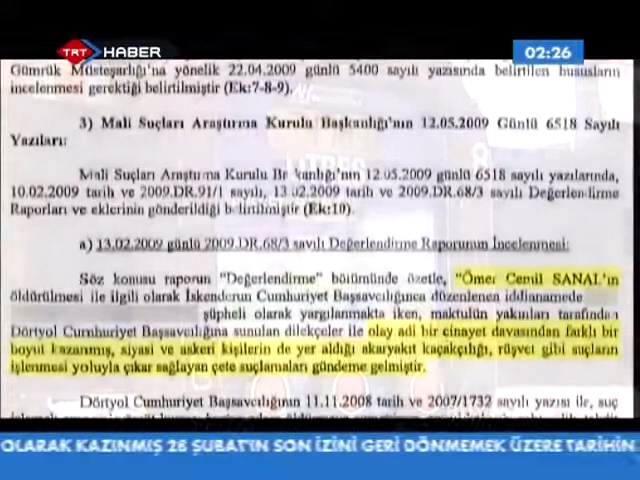 TRT HABER
02:26
Gümrük Müsteşarlığı'na yönelik 22.04.2009 günlü 5400 sayılı yazısında belirtilen hususların
incelenmesi gerektiği belirtilmiştir (Ek:7-8-9).
3) Mali Suçları Araştırma Kurulu Başkanlığı'nın 12.05.2009 Günlü 6518 Sayılı
Yazıları:
Mali Suçları Araştırma Kurulu Başkanlığı'nın 12.05.2009 günlü 6518 sayılı yazılarında,
10.02.2009 tarih ve 2009.DR.91/1 sayılı, 13.02.2009 tarih ve 2009.DR.68/3 sayılı Değerlendirme
Raporları ve eklerinin gönderildiği belirtilmiştir (Ek:10).
a) 13.02.2009 günlü 2009.DR.68/3 sayılı Değerlendirme Raporunun İncelenmesi:
Söz konusu raporun "Değerlendirme" bölümünde özetle, "Ömer Cemil SANAL'ın
öldürülmesi ile ilgili olarak İskenderun Cumhuriyet Başsavcılığınca düzenlenen iddianamede
şüpheli olarak yargılanmakta iken, maktulün yakınları tarafından
Dörtyol Cumhuriyet Başsavcılığına sunulan dilekçeler ile olay adi bir cinayet davasından farklı bir
boyut kazanmış, siyasi ve askeri kişilerin de yer aldığı akaryakıt kaçakçılığı, rüşvet gibi suçların
işlenmesi yoluyla çıkar sağlayan çete suçlamaları gündeme gelmiştir.
Dörtyol Cumhuriyet Başsavcılığının 11.11.2008 tarih ve 2007/1732 sayılı yazısı ile, suç
OLARAK KAZINMIŞ 28 ŞUBAT'IN SON İZİNİ GERİ DÖNMEMEK ÜZERE TARİHİN